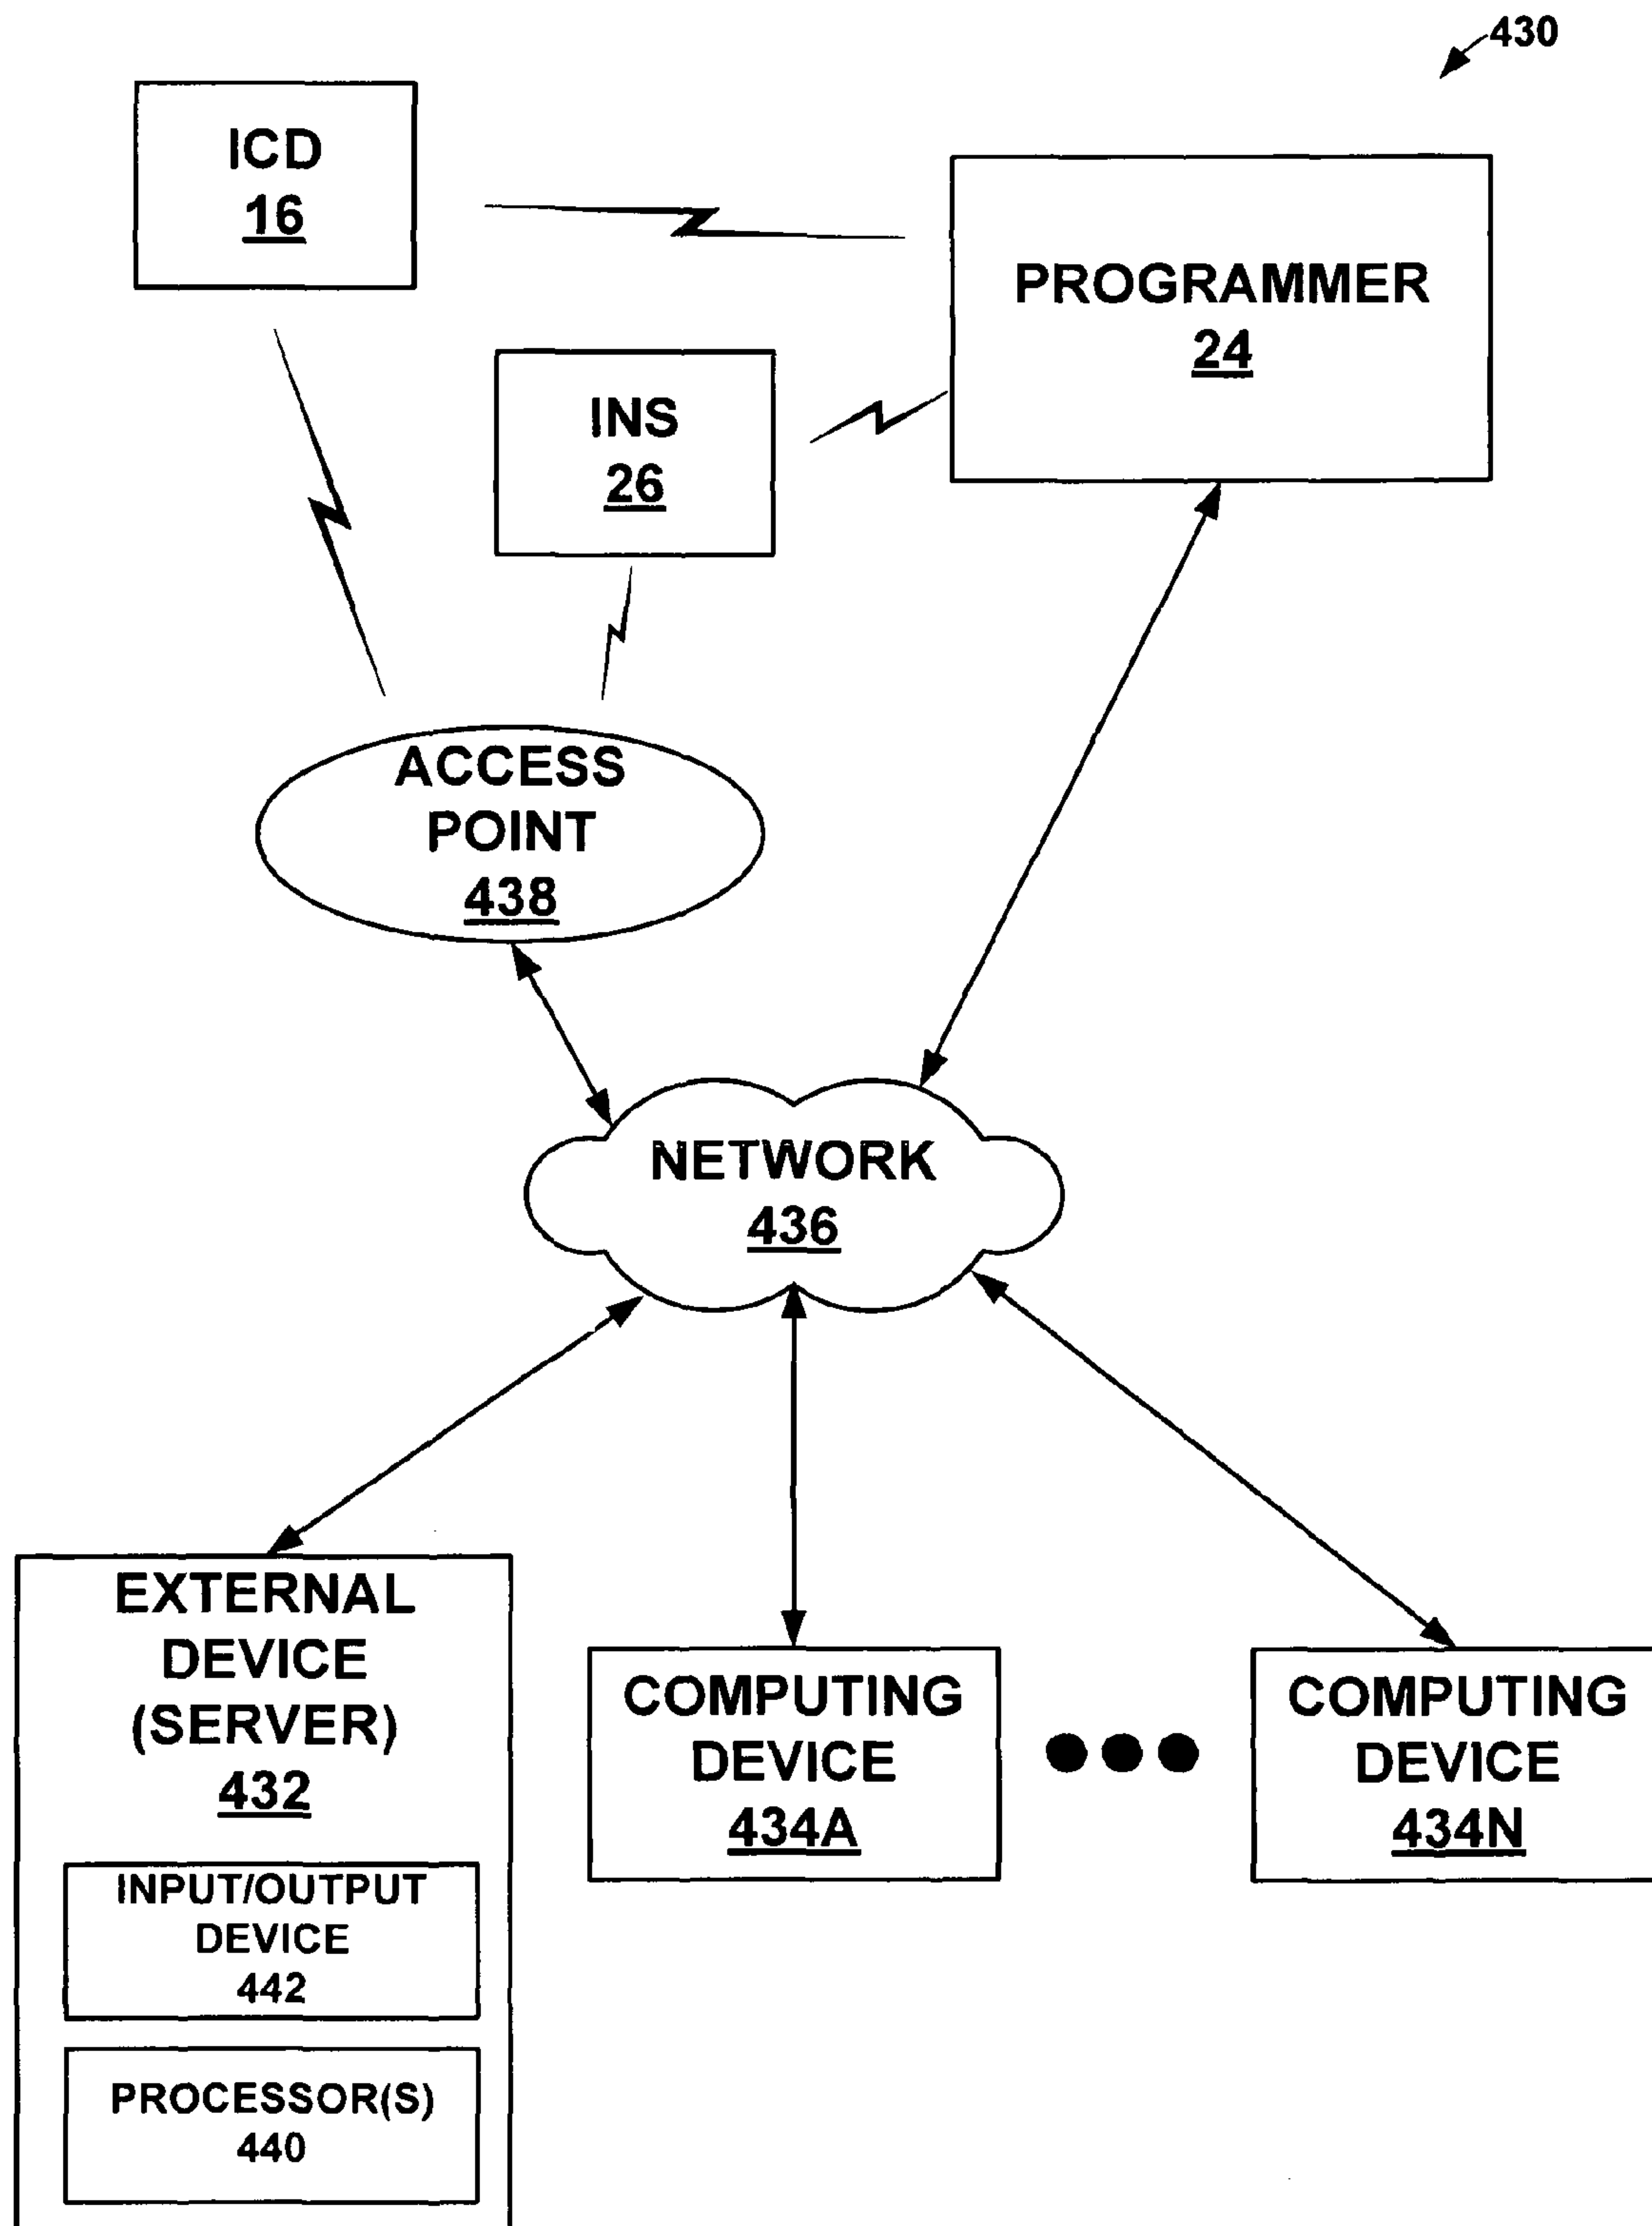 430
ICD
16
PROGRAMMER
24
INS
26
ACCESS
POINT
438
NETWORK
436
EXTERNAL
DEVICE
(SERVER)
432
INPUT/OUTPUT
DEVICE
442
PROCESSOR(S)
440
COMPUTING
DEVICE
434A
COMPUTING
DEVICE
434N